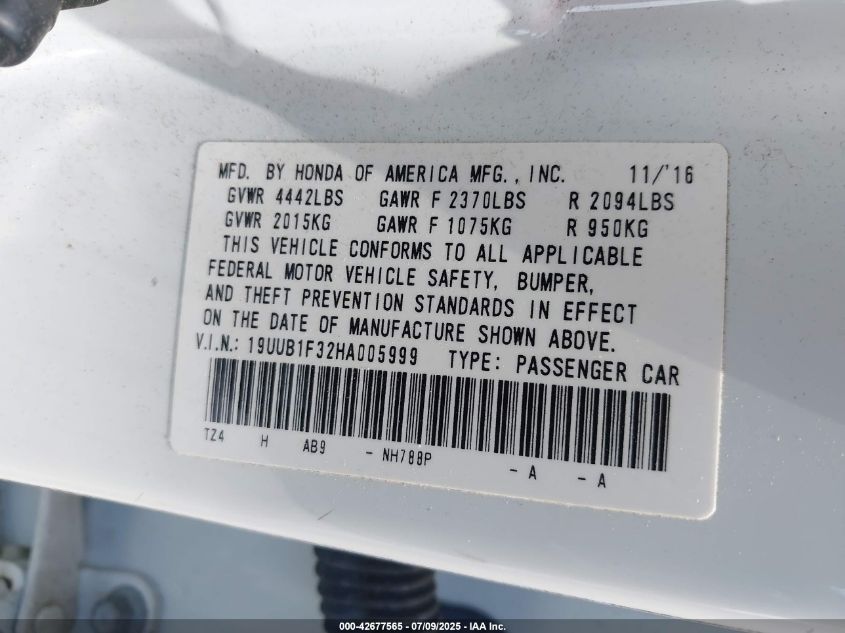 MFD. BY HONDA OF AMERICA MFG., INC. 11/'16
GVWR 4442LBS GAWR F 2370LBS R 2094LBS
GVWR 2015KG GAWR F 1075KG R 950KG
THIS VEHICLE CONFORMS TO ALL APPLICABLE
FEDERAL MOTOR VEHICLE SAFETY, BUMPER,
AND THEFT PREVENTION STANDARDS IN EFFECT
ON THE DATE OF MANUFACTURE SHOWN ABOVE.
V.I.N.: 19UUB1F32HA005999 TYPE: PASSENGER CAR
TZ4 H AB9 - NH788P - A - A
000-42677565 - 07/09/2025 - IAA Inc.